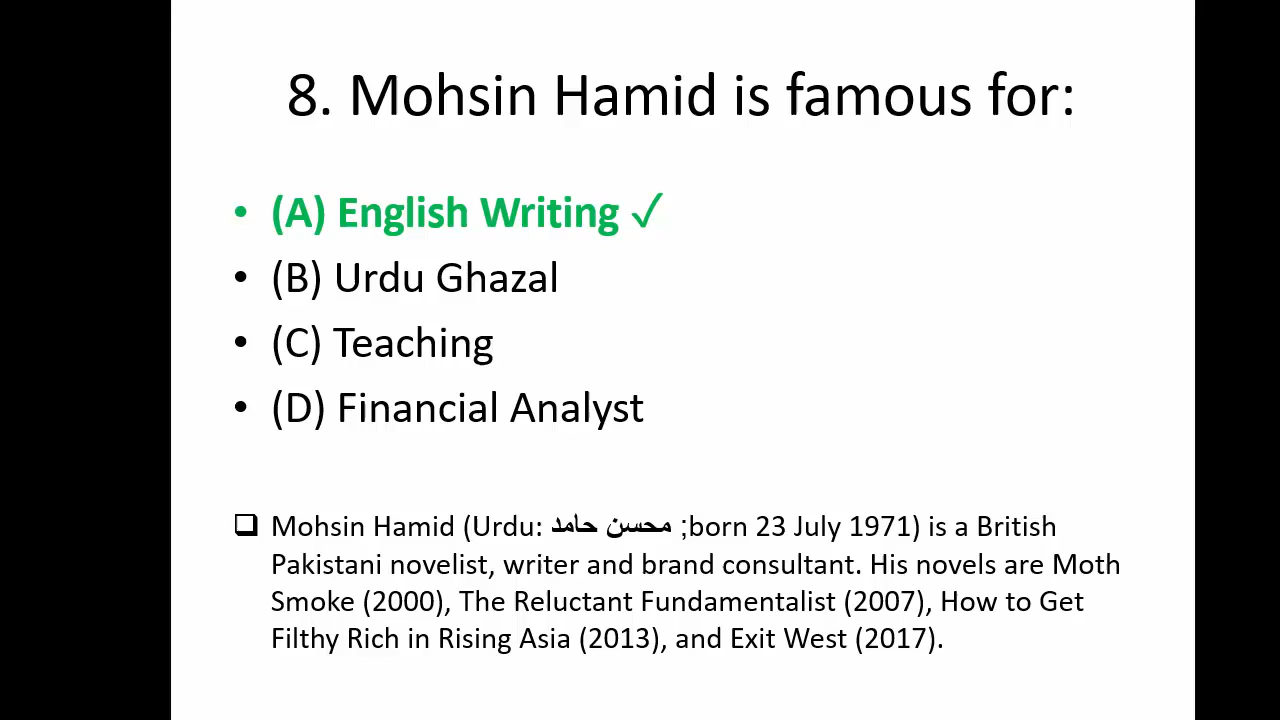 8. Mohsin Hamid is famous for:
• (A) English Writing ✓
• (B) Urdu Ghazal
• (C) Teaching
• (D) Financial Analyst
❑ Mohsin Hamid (Urdu: محسن حامد ;born 23 July 1971) is a British
Pakistani novelist, writer and brand consultant. His novels are Moth
Smoke (2000), The Reluctant Fundamentalist (2007), How to Get
Filthy Rich in Rising Asia (2013), and Exit West (2017).